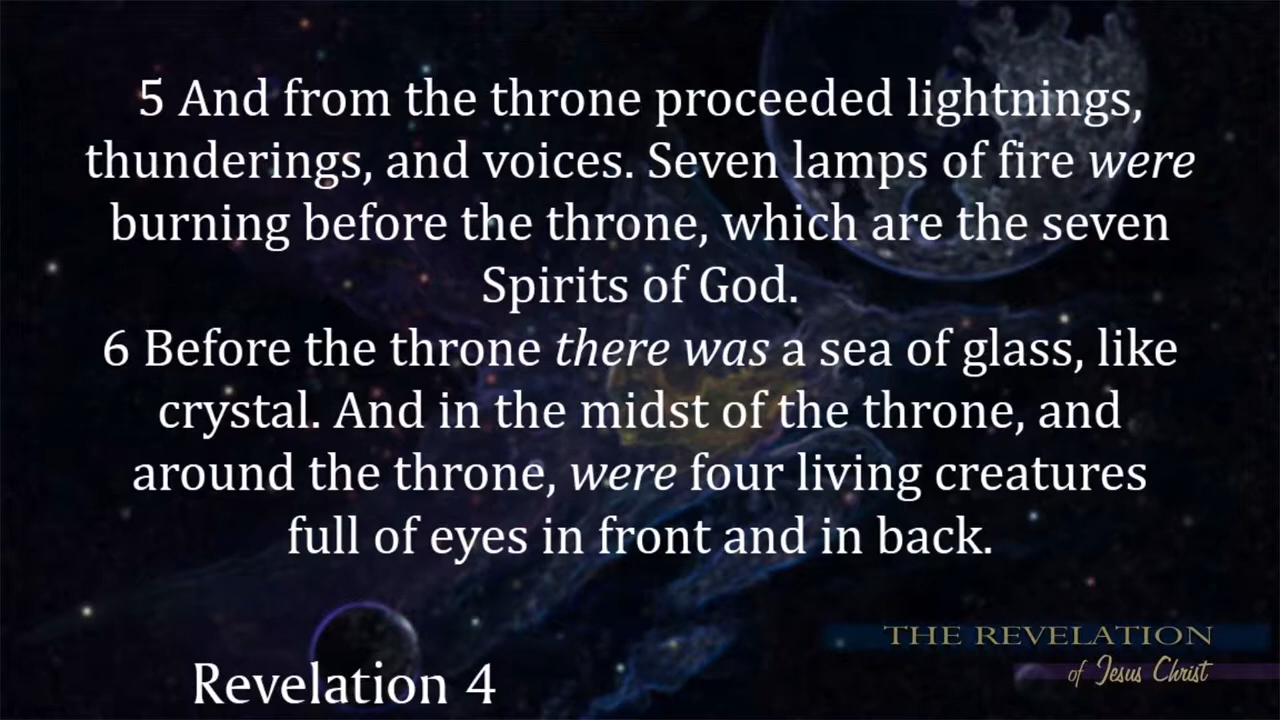 5 And from the throne proceeded lightnings,
thunderings, and voices. Seven lamps of fire were
burning before the throne, which are the seven
Spirits of God.
6 Before the throne there was a sea of glass, like
crystal. And in the midst of the throne, and
around the throne, were four living creatures
full of eyes in front and in back.
Revelation 4
THE REVELATION
of Jesus Christ